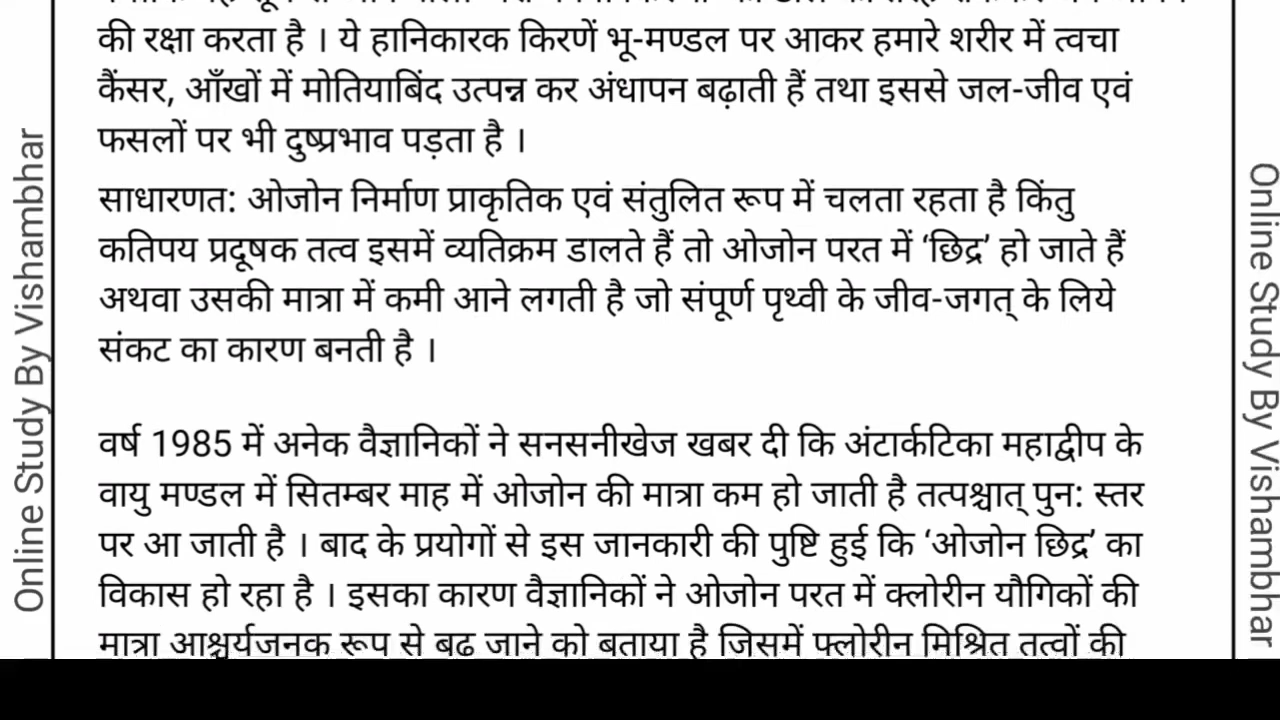 की रक्षा करता है । ये हानिकारक किरणें भू-मण्डल पर आकर हमारे शरीर में त्वचा
कैंसर, आँखों में मोतियाबिंद उत्पन्न कर अंधापन बढ़ाती हैं तथा इससे जल-जीव एवं
फसलों पर भी दुष्प्रभाव पड़ता है ।
साधारणत: ओजोन निर्माण प्राकृतिक एवं संतुलित रूप में चलता रहता है किंतु
कतिपय प्रदूषक तत्व इसमें व्यतिक्रम डालते हैं तो ओजोन परत में ‘छिद्र’ हो जाते हैं
अथवा उसकी मात्रा में कमी आने लगती है जो संपूर्ण पृथ्वी के जीव-जगत् के लिये
संकट का कारण बनती है ।
वर्ष 1985 में अनेक वैज्ञानिकों ने सनसनीखेज खबर दी कि अंटार्कटिका महाद्वीप के
वायु मण्डल में सितम्बर माह में ओजोन की मात्रा कम हो जाती है तत्पश्चात् पुन: स्तर
पर आ जाती है । बाद के प्रयोगों से इस जानकारी की पुष्टि हुई कि ‘ओजोन छिद्र’ का
विकास हो रहा है । इसका कारण वैज्ञानिकों ने ओजोन परत में क्लोरीन यौगिकों की
मात्रा आश्चर्यजनक रूप से बढ़ जाने को बताया है जिसमें फ्लोरीन मिश्रित तत्वों की
Online Study By Vishambhar
Online Study By Vishambhar